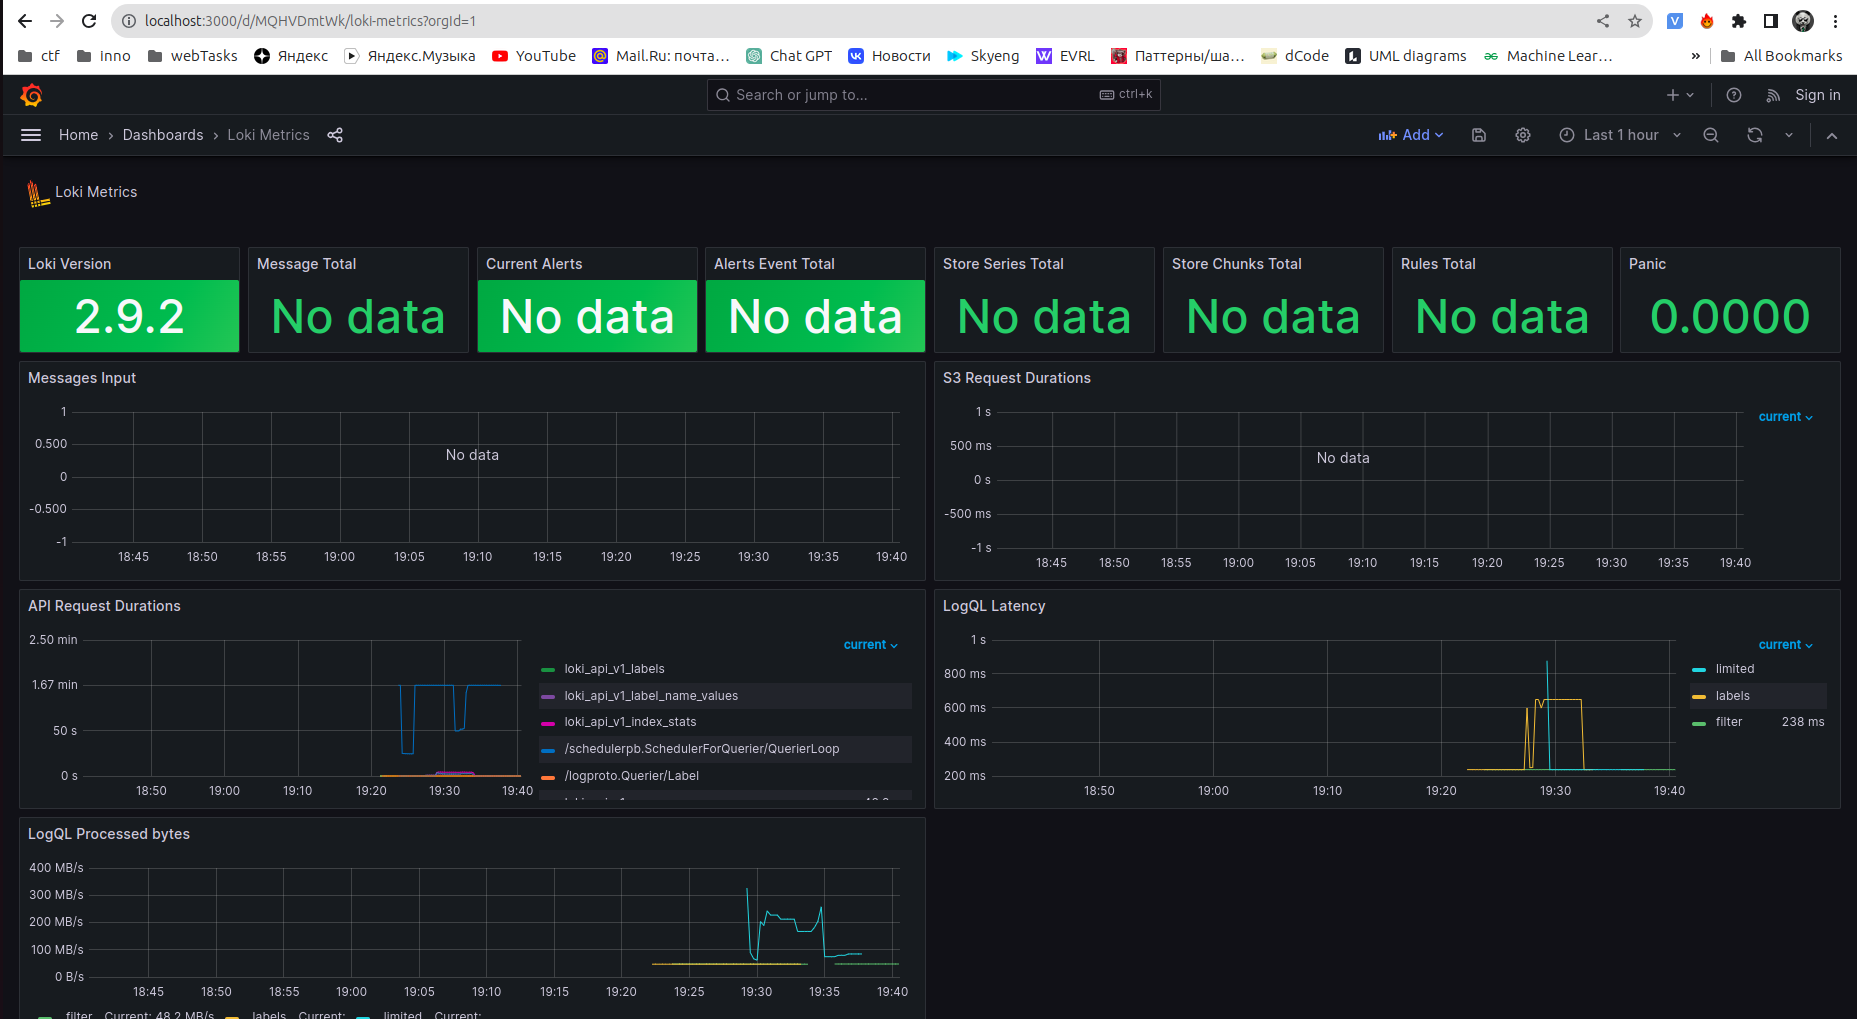 localhost:3000/d/MQHVDmtWk/loki-metrics?orgId=1
ctf inno webTasks Яндекс Яндекс.Музыка YouTube Mail.Ru: почта... Chat GPT Новости Skyeng EVRL Паттерны/ша... dCode UML diagrams Machine Lear... » All Bookmarks
Search or jump to... ctrl+k Sign in
Home › Dashboards › Loki Metrics Add Last 1 hour
Loki Metrics
Loki Version Message Total Current Alerts Alerts Event Total Store Series Total Store Chunks Total Rules Total Panic
2.9.2 No data No data No data No data No data No data 0.0000
Messages Input
1
0.500
0
-0.500
-1
No data
18:45 18:50 18:55 19:00 19:05 19:10 19:15 19:20 19:25 19:30 19:35 19:40
S3 Request Durations
current
1 s
500 ms
0 s
-500 ms
-1 s
No data
18:45 18:50 18:55 19:00 19:05 19:10 19:15 19:20 19:25 19:30 19:35 19:40
API Request Durations
2.50 min
1.67 min
50 s
0 s
18:50 19:00 19:10 19:20 19:30 19:40
current
loki_api_v1_labels
loki_api_v1_label_name_values
loki_api_v1_index_stats
/schedulerpb.SchedulerForQuerier/QuerierLoop
/logproto.Querier/Label
LogQL Latency
1 s
800 ms
600 ms
400 ms
200 ms
18:50 19:00 19:10 19:20 19:30 19:40
current
limited
labels
filter 238 ms
LogQL Processed bytes
400 MB/s
300 MB/s
200 MB/s
100 MB/s
0 B/s
18:45 18:50 18:55 19:00 19:05 19:10 19:15 19:20 19:25 19:30 19:35 19:40
filter Current: 48.2 MB/s labels Current: limited Current: